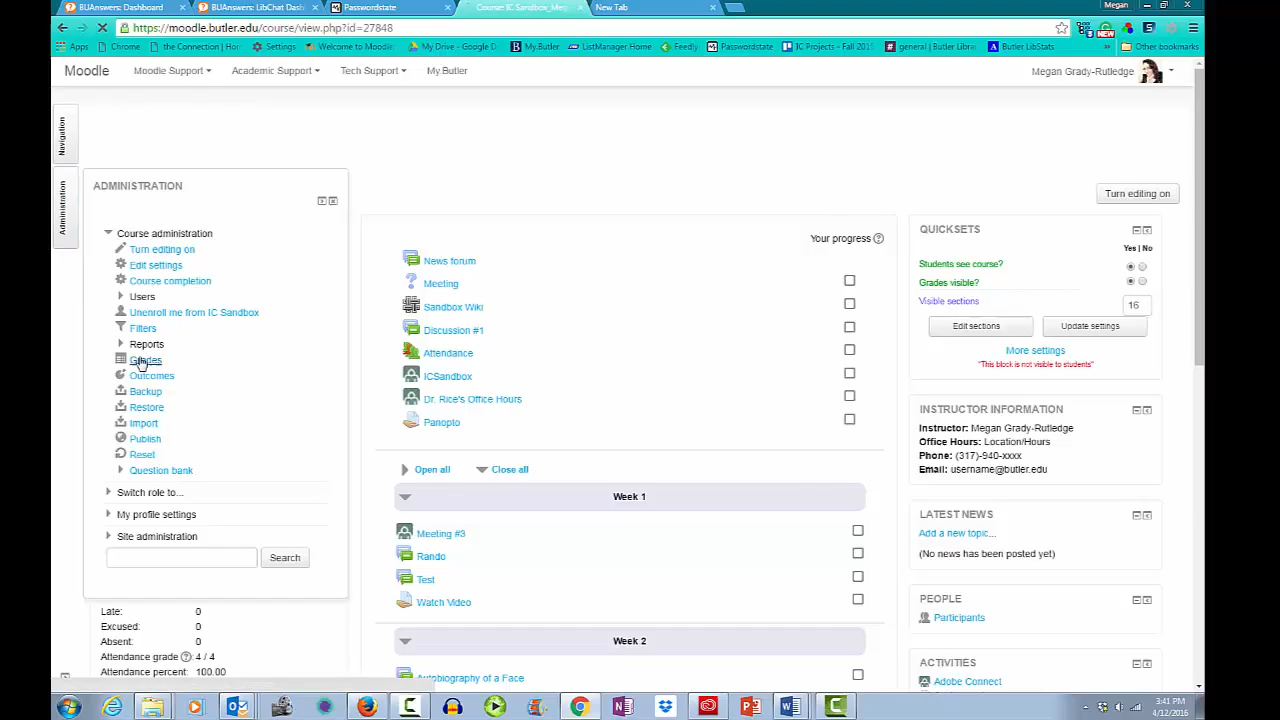 BUAnswers: Dashboard
BUAnswers: LibChat Dash
Passwordstate
Course: IC Sandbox_Meg
New Tab
Megan
https://moodle.butler.edu/course/view.php?id=27848
NEW
Apps
Chrome
the Connection | Hom
Settings
Welcome to Moodle
My Drive - Google D
My.Butler
ListManager Home
Feedly
Passwordstate
IC Projects - Fall 2015
general | Butler Libra
Butler LibStats
Other bookmarks
Moodle
Moodle Support
Academic Support
Tech Support
My.Butler
Megan Grady-Rutledge
Navigation
Administration
ADMINISTRATION
Course administration
Turn editing on
Edit settings
Course completion
Users
Unenroll me from IC Sandbox
Filters
Reports
Grades
Outcomes
Backup
Restore
Import
Publish
Reset
Question bank
Switch role to...
My profile settings
Site administration
Search
Late: 0
Excused: 0
Absent: 0
Attendance grade 4 / 4
Attendance percent: 100.00
Your progress
News forum
Meeting
Sandbox Wiki
Discussion #1
Attendance
ICSandbox
Dr. Rice's Office Hours
Panopto
Open all
Close all
Week 1
Meeting #3
Rando
Test
Watch Video
Week 2
Autobiography of a Face
Turn editing on
QUICKSETS
Yes | No
Students see course?
Grades visible?
Visible sections 16
Edit sections
Update settings
More settings
"This block is not visible to students"
INSTRUCTOR INFORMATION
Instructor: Megan Grady-Rutledge
Office Hours: Location/Hours
Phone: (317)-940-xxxx
Email: username@butler.edu
LATEST NEWS
Add a new topic...
(No news has been posted yet)
PEOPLE
Participants
ACTIVITIES
Adobe Connect
3:41 PM
4/12/2016